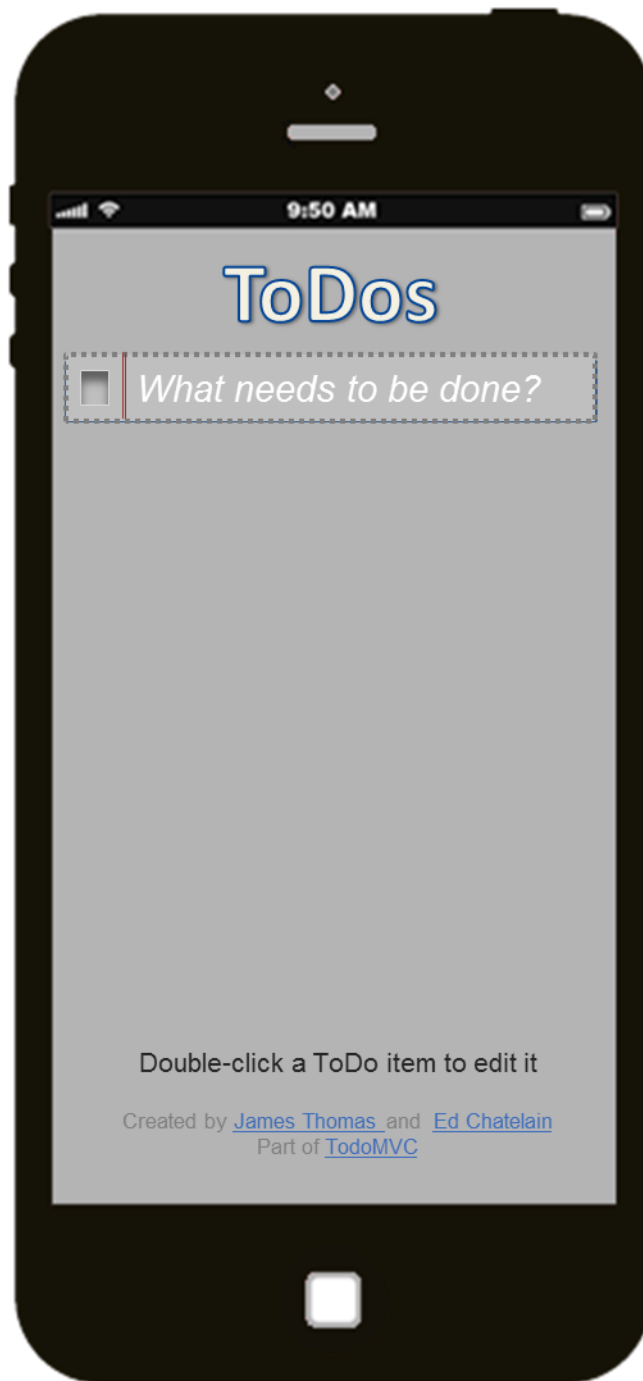 9:50 AM
ToDos
What needs to be done?
Double-click a ToDo item to edit it
Created by James Thomas and Ed Chatelain
Part of TodoMVC